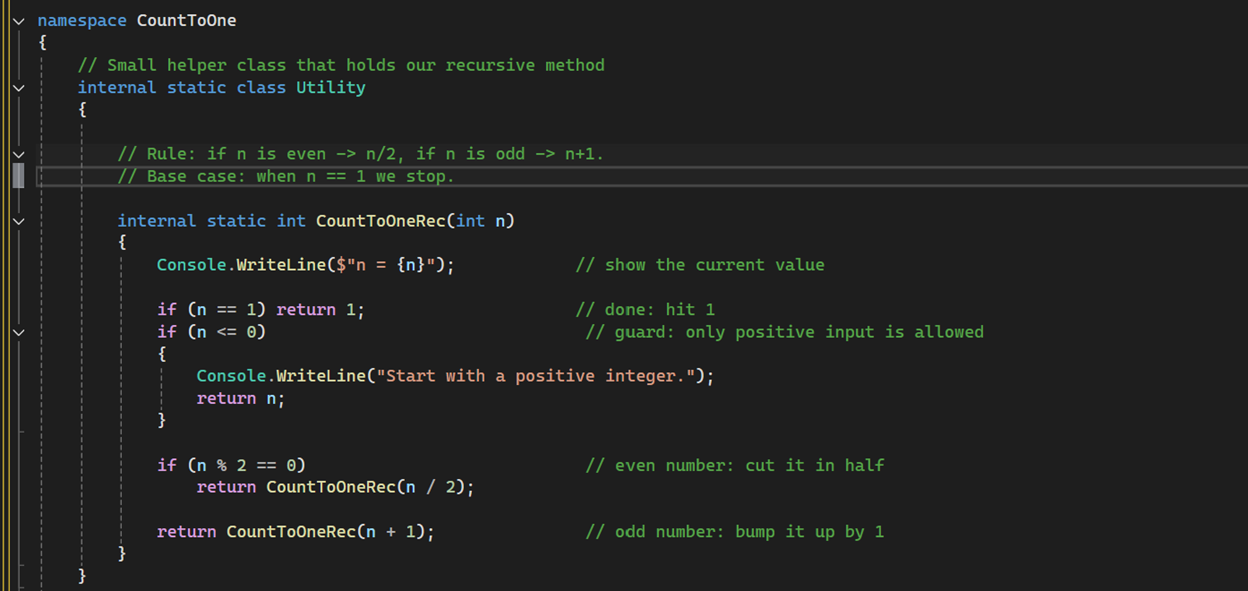 namespace CountToOne
{
// Small helper class that holds our recursive method
internal static class Utility
{
// Rule: if n is even -> n/2, if n is odd -> n+1.
// Base case: when n == 1 we stop.
internal static int CountToOneRec(int n)
{
Console.WriteLine($"n = {n}"); // show the current value
if (n == 1) return 1; // done: hit 1
if (n <= 0) // guard: only positive input is allowed
{
Console.WriteLine("Start with a positive integer.");
return n;
}
if (n % 2 == 0) // even number: cut it in half
return CountToOneRec(n / 2);
return CountToOneRec(n + 1); // odd number: bump it up by 1
}
}